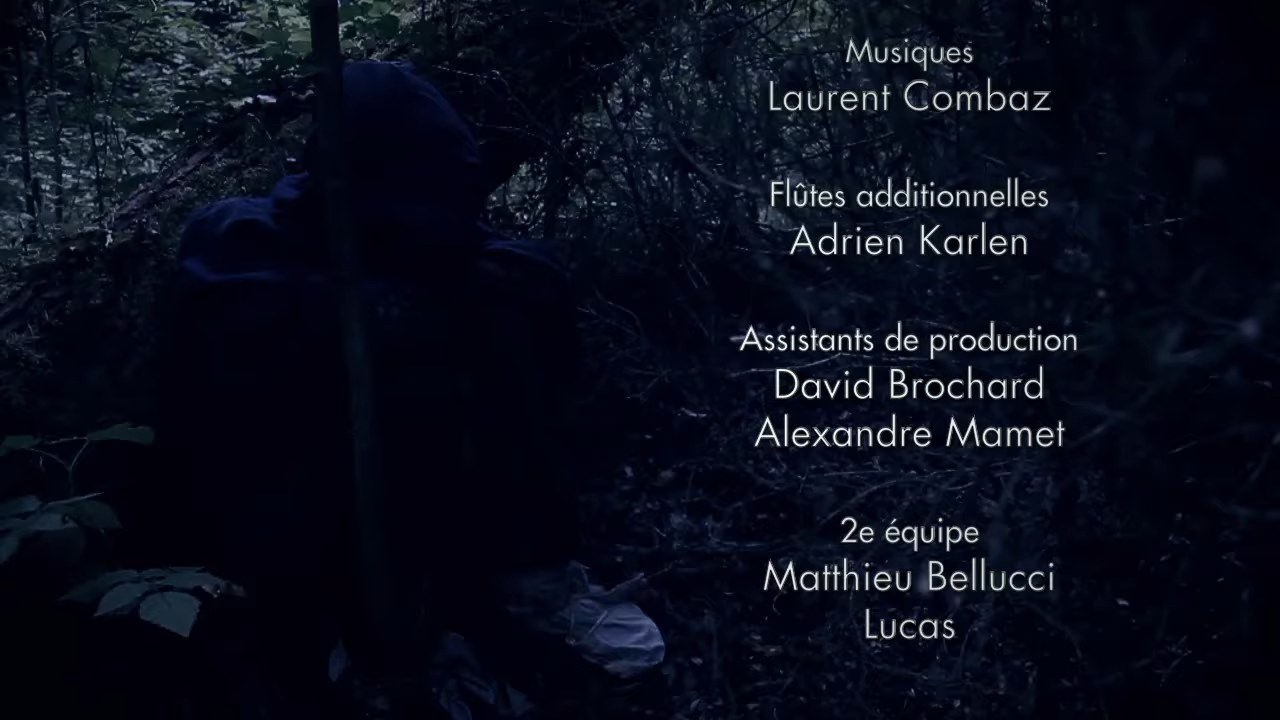 Musiques
Laurent Combaz
Flûtes additionnelles
Adrien Karlen
Assistants de production
David Brochard
Alexandre Mamet
2e équipe
Matthieu Bellucci
Lucas